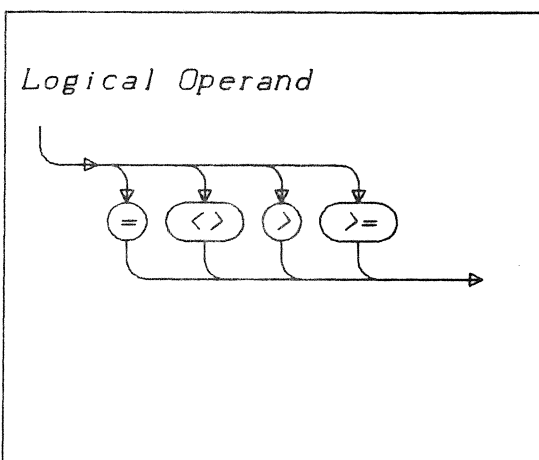 Logical Operand
= <> > >=